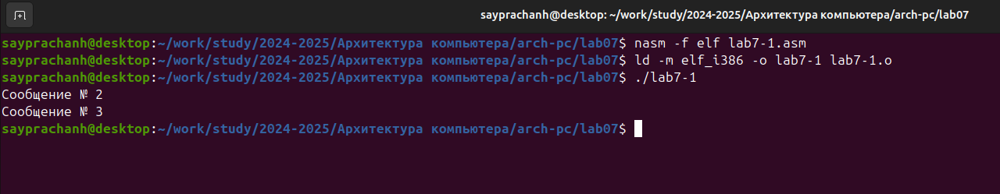 sayprachanh@desktop: ~/work/study/2024-2025/Архитектура компьютера/arch-pc/lab07
sayprachanh@desktop:~/work/study/2024-2025/Архитектура компьютера/arch-pc/lab07$ nasm -f elf lab7-1.asm
sayprachanh@desktop:~/work/study/2024-2025/Архитектура компьютера/arch-pc/lab07$ ld -m elf_i386 -o lab7-1 lab7-1.o
sayprachanh@desktop:~/work/study/2024-2025/Архитектура компьютера/arch-pc/lab07$ ./lab7-1
Сообщение № 2
Сообщение № 3
sayprachanh@desktop:~/work/study/2024-2025/Архитектура компьютера/arch-pc/lab07$